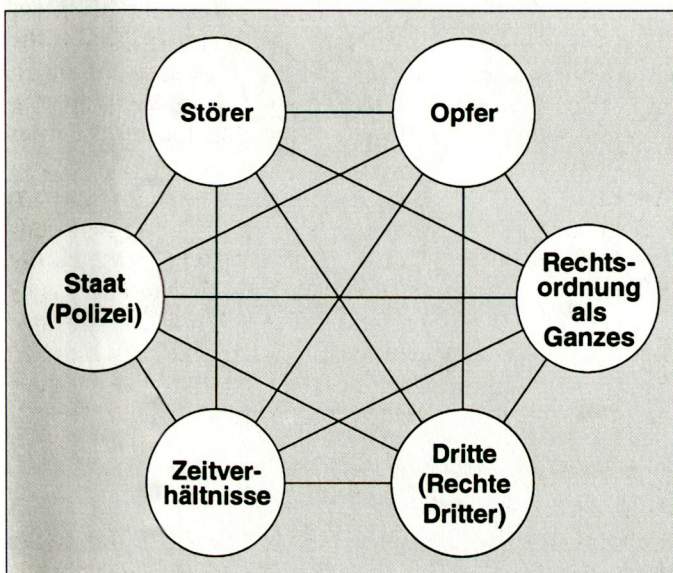 Störer
Opfer
Staat
(Polizei)
Rechts-
ordnung
als
Ganzes
Zeitver-
hältnisse
Dritte
(Rechte
Dritter)